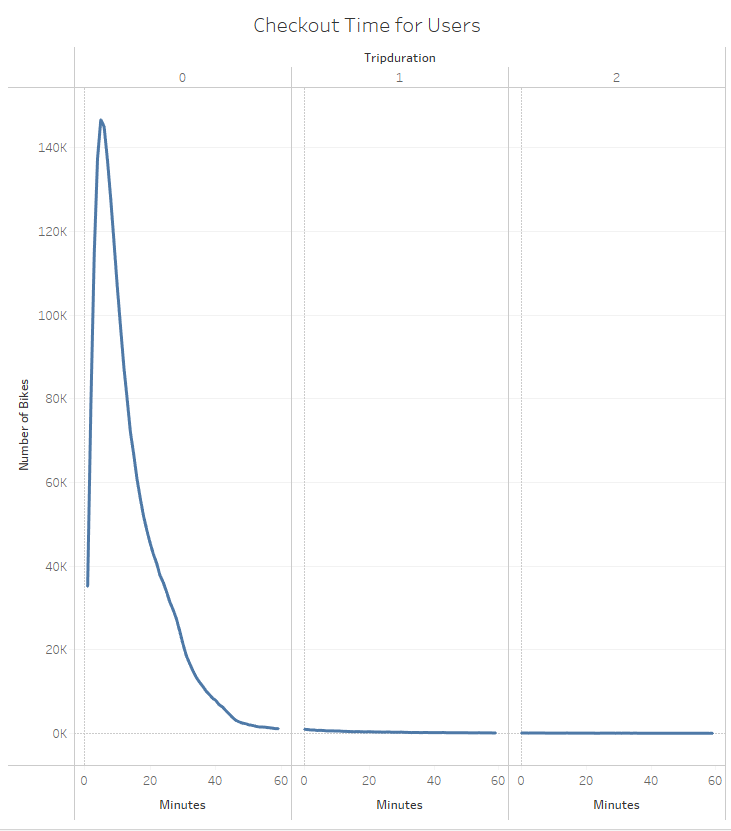 Checkout Time for Users
Tripduration
0 1 2
140K
120K
100K
80K
60K
40K
20K
0K
Number of Bikes
0 20 40 60 0 20 40 60 0 20 40 60
Minutes Minutes Minutes